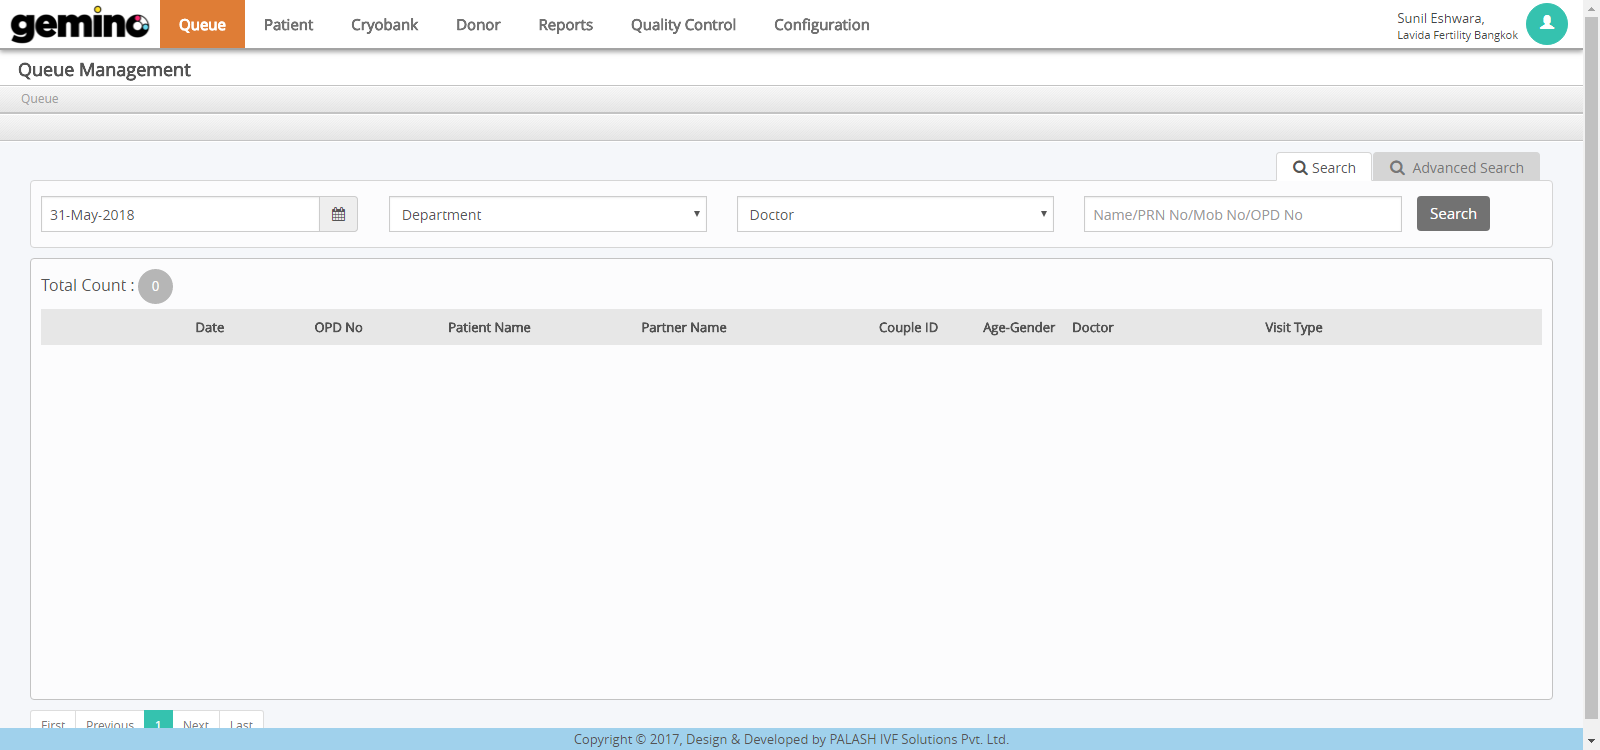 gemino
Queue Patient Cryobank Donor Reports Quality Control Configuration
Sunil Eshwara,
Lavida Fertility Bangkok
Queue Management
Queue
Search Advanced Search
31-May-2018 Department Doctor Name/PRN No/Mob No/OPD No Search
Total Count : 0
Date OPD No Patient Name Partner Name Couple ID Age-Gender Doctor Visit Type
First Previous 1 Next Last
Copyright © 2017, Design & Developed by PALASH IVF Solutions Pvt. Ltd.